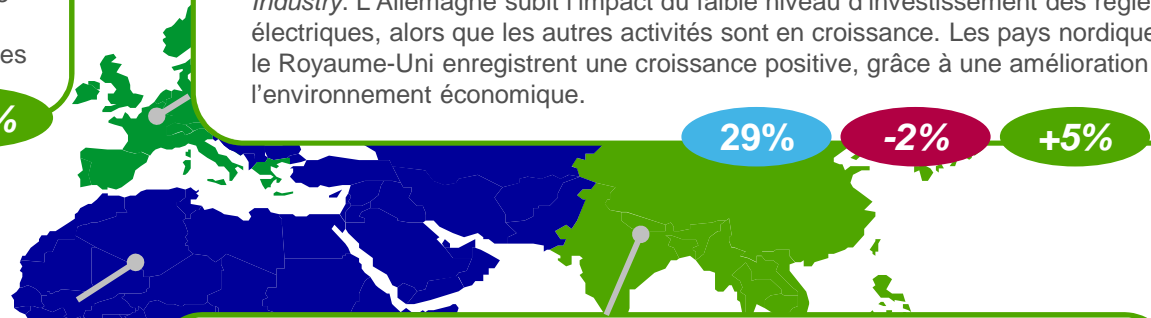 es
%
Industry. L'Allemagne subit l'impact du faible niveau d'investissement des régie
électriques, alors que les autres activités sont en croissance. Les pays nordique
le Royaume-Uni enregistrent une croissance positive, grâce à une amélioration
l'environnement économique.
29%
-2%
+5%